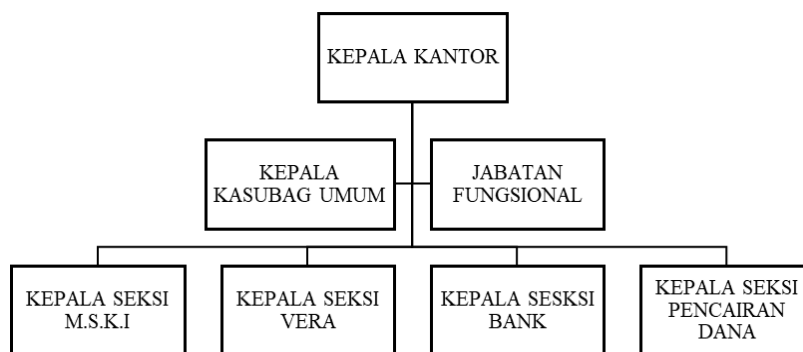 KEPALA KANTOR
KEPALA
KASUBAG UMUM
JABATAN
FUNGSIONAL
KEPALA SEKSI
M.S.K.I
KEPALA SEKSI
VERA
KEPALA SESKSI
BANK
KEPALA SEKSI
PENCAIRAN
DANA